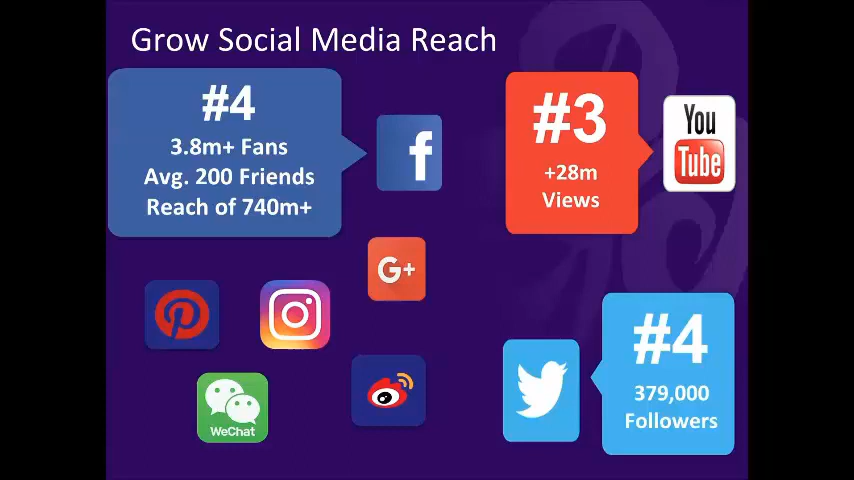 Grow Social Media Reach
#4
3.8m+ Fans
Avg. 200 Friends
Reach of 740m+
f
#3
+28m
Views
You
Tube
G+
WeChat
#4
379,000
Followers